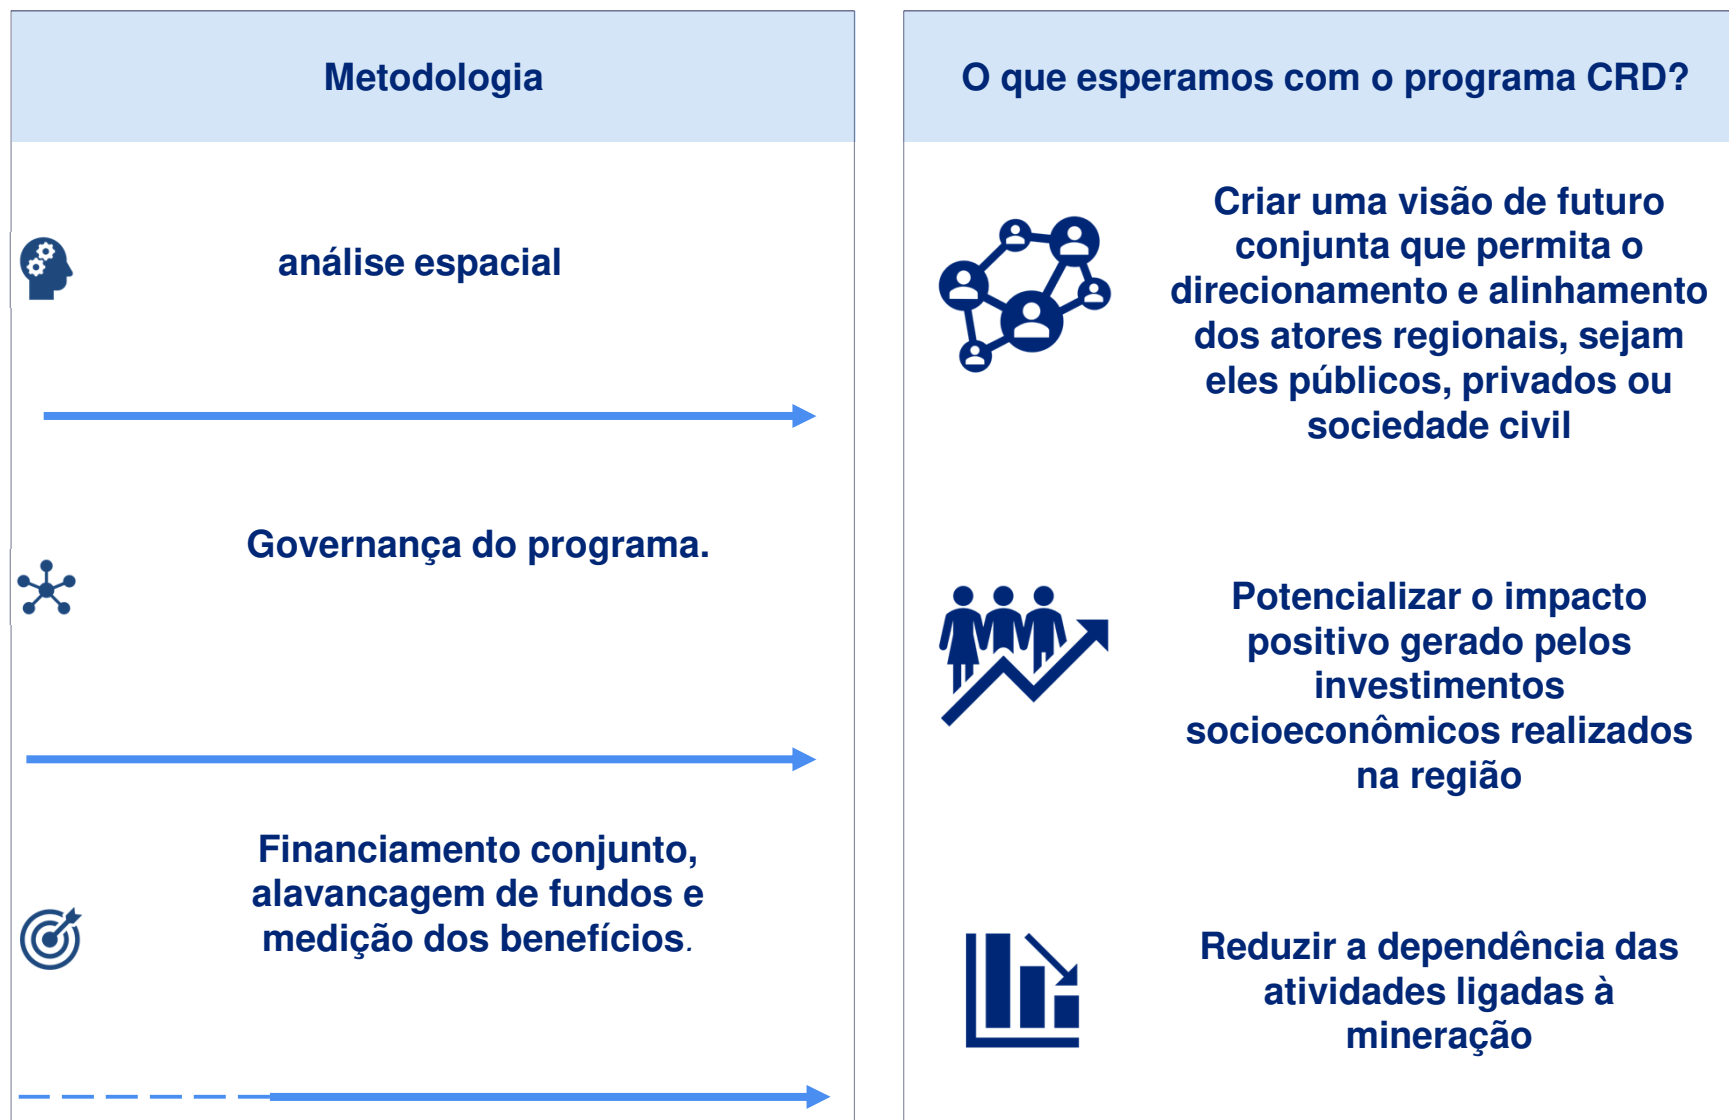 Metodologia
análise espacial
Governança do programa.
Financiamento conjunto,
alavancagem de fundos e
medição dos benefícios.
O que esperamos com o programa CRD?
Criar uma visão de futuro
conjunta que permita o
direcionamento e alinhamento
dos atores regionais, sejam
eles públicos, privados ou
sociedade civil
Potencializar o impacto
positivo gerado pelos
investimentos
socioeconômicos realizados
na região
Reduzir a dependência das
atividades ligadas à
mineração